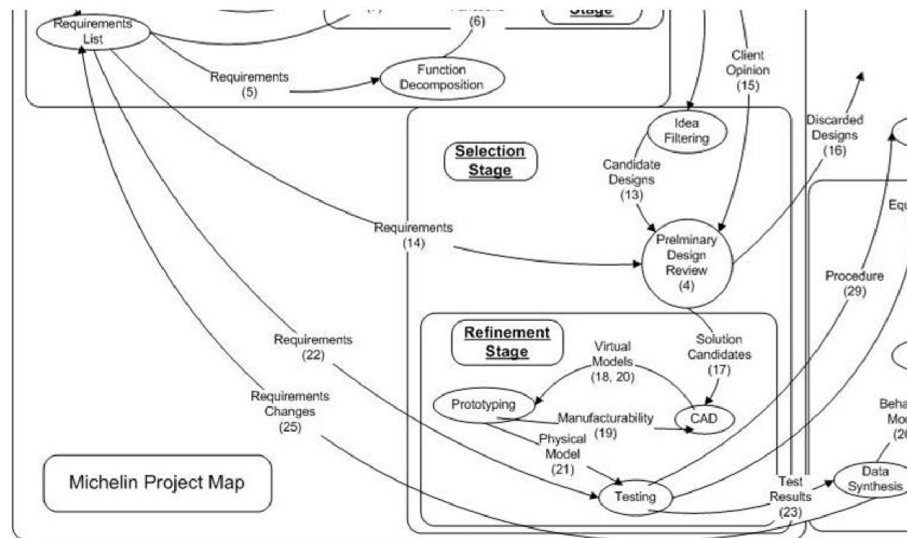 Requirements
List
(6)
Stage
Function
Decomposition
Requirements
(5)
Client
Opinion
(15)
Idea
Filtering
Discarded
Designs
(16)
Selection
Stage
Candidate
Designs
(13)
Requirements
(14)
Prelminary
Design
Review
(4)
Procedure
(29)
Refinement
Stage
Virtual
Models
(18, 20)
Solution
Candidates
(17)
Requirements
(22)
Requirements
Changes
(25)
Prototyping
Manufacturability
(19)
CAD
Physical
Model
(21)
Testing
Test
Results
(23)
Data
Synthesis
Michelin Project Map